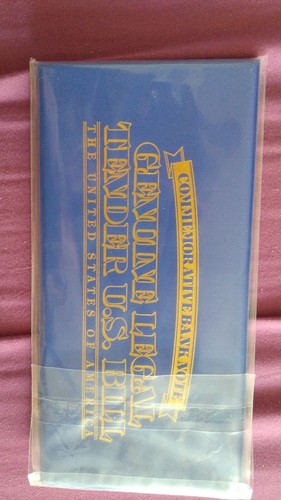 COMMEMORATIVE BANKNOTE
GENUINE LEGAL
TENDER U.S. BILL
THE UNITED STATES OF AMERICA